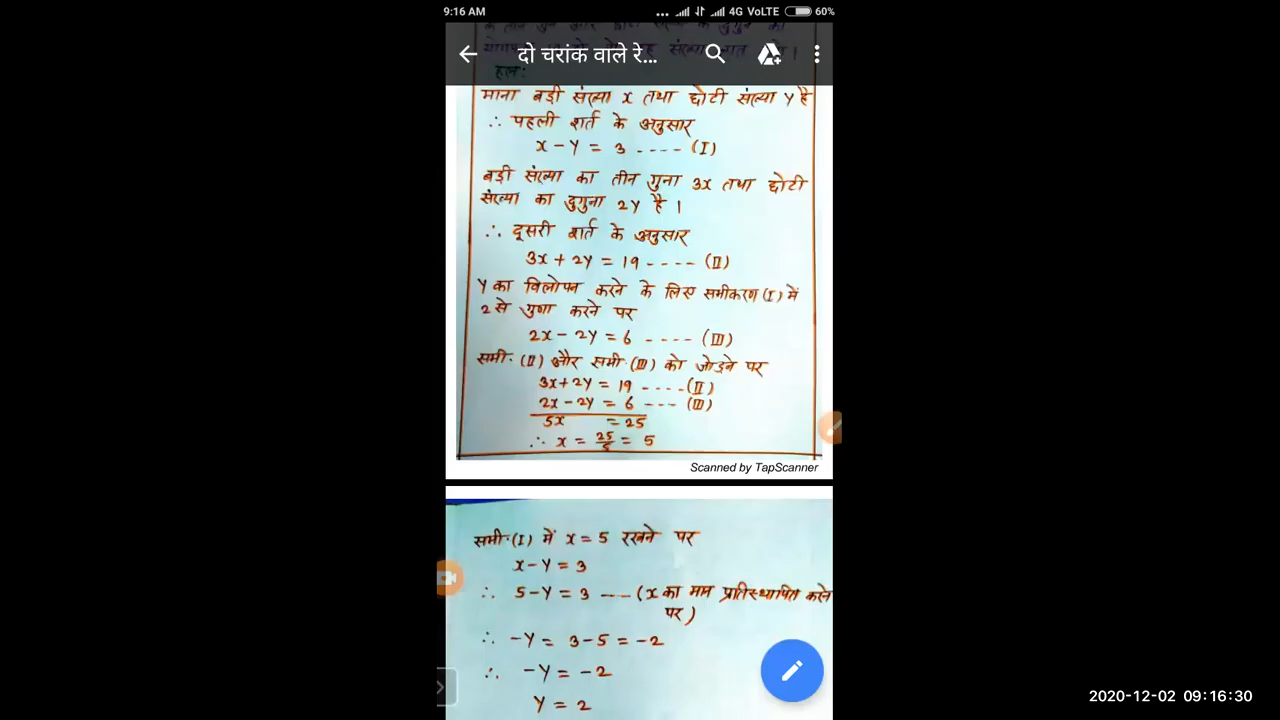 9:16 AM
... 4G VoLTE 60%
दो चरांक वाले रे...
हल:
माना बड़ी संख्या x तथा छोटी संख्या y है
∴ पहली शर्त के अनुसार
x - y = 3 ---- (I)
बड़ी संख्या का तीन गुना 3x तथा छोटी
संख्या का दुगुना 2y है ।
∴ दूसरी शर्त के अनुसार
3x + 2y = 19 ---- (II)
y का विलोपन करने के लिए समीकरण (I) में
2 से गुणा करने पर
2x - 2y = 6 ---- (III)
समी. (II) और समी. (III) को जोड़ने पर
3x + 2y = 19 ---- (II)
2x - 2y = 6 --- (III)
5x = 25
∴ x = 25/5 = 5
Scanned by TapScanner
समी. (I) में x = 5 रखने पर
x - y = 3
∴ 5 - y = 3 --- (x का मान प्रतिस्थापित करने
पर)
∴ -y = 3 - 5 = -2
∴ -y = -2
y = 2
2020-12-02 09:16:30